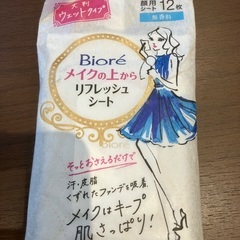 大判
ウェットタイプ
顔用
シート 12枚
無香料
Bioré
メイクの上から
リフレッシュ
シート
Bioré
そっとおさえるだけで
汗・皮脂
くずれたファンデを吸着
メイクはキープ
肌さっぱり!